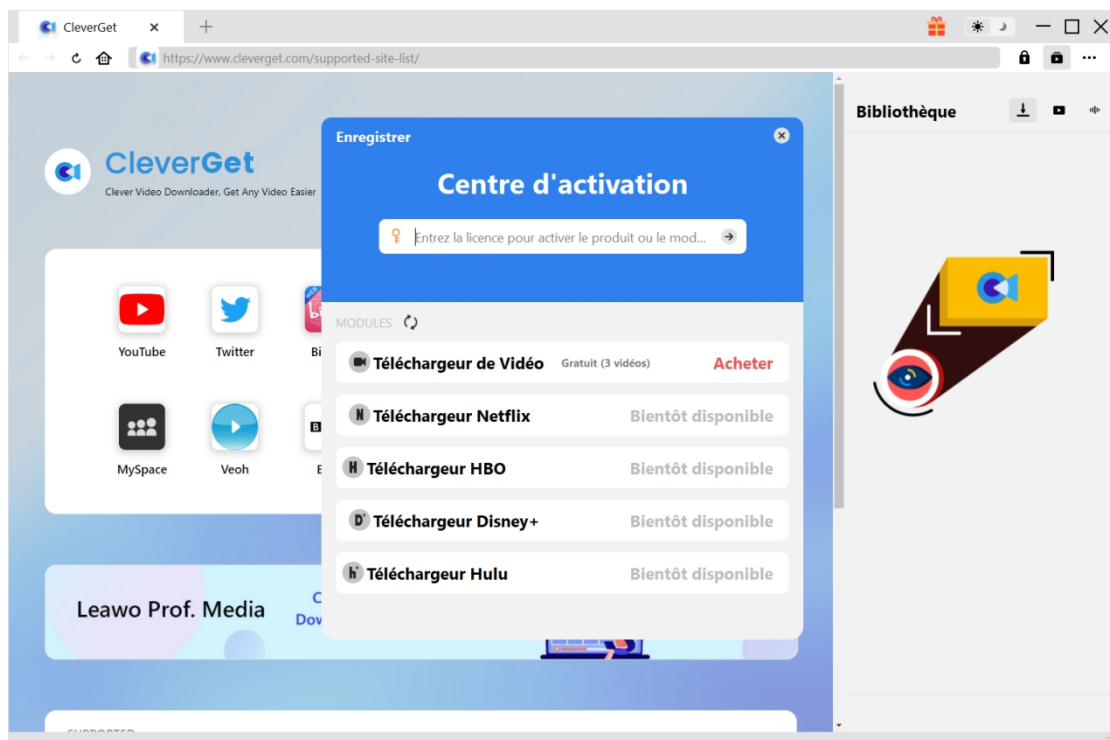 CleverGet
https://www.cleverget.com/supported-site-list/
Bibliothèque
Enregistrer
CleverGet
Clever Video Downloader. Get Any Video Easier
Centre d'activation
Entrez la licence pour activer le produit ou le mod...
MODULES
YouTube
Twitter
Téléchargeur de Vidéo Gratuit (3 vidéos) Acheter
Téléchargeur Netflix Bientôt disponible
MySpace
Veoh
Téléchargeur HBO Bientôt disponible
Téléchargeur Disney+ Bientôt disponible
Téléchargeur Hulu Bientôt disponible
Leawo Prof. Media